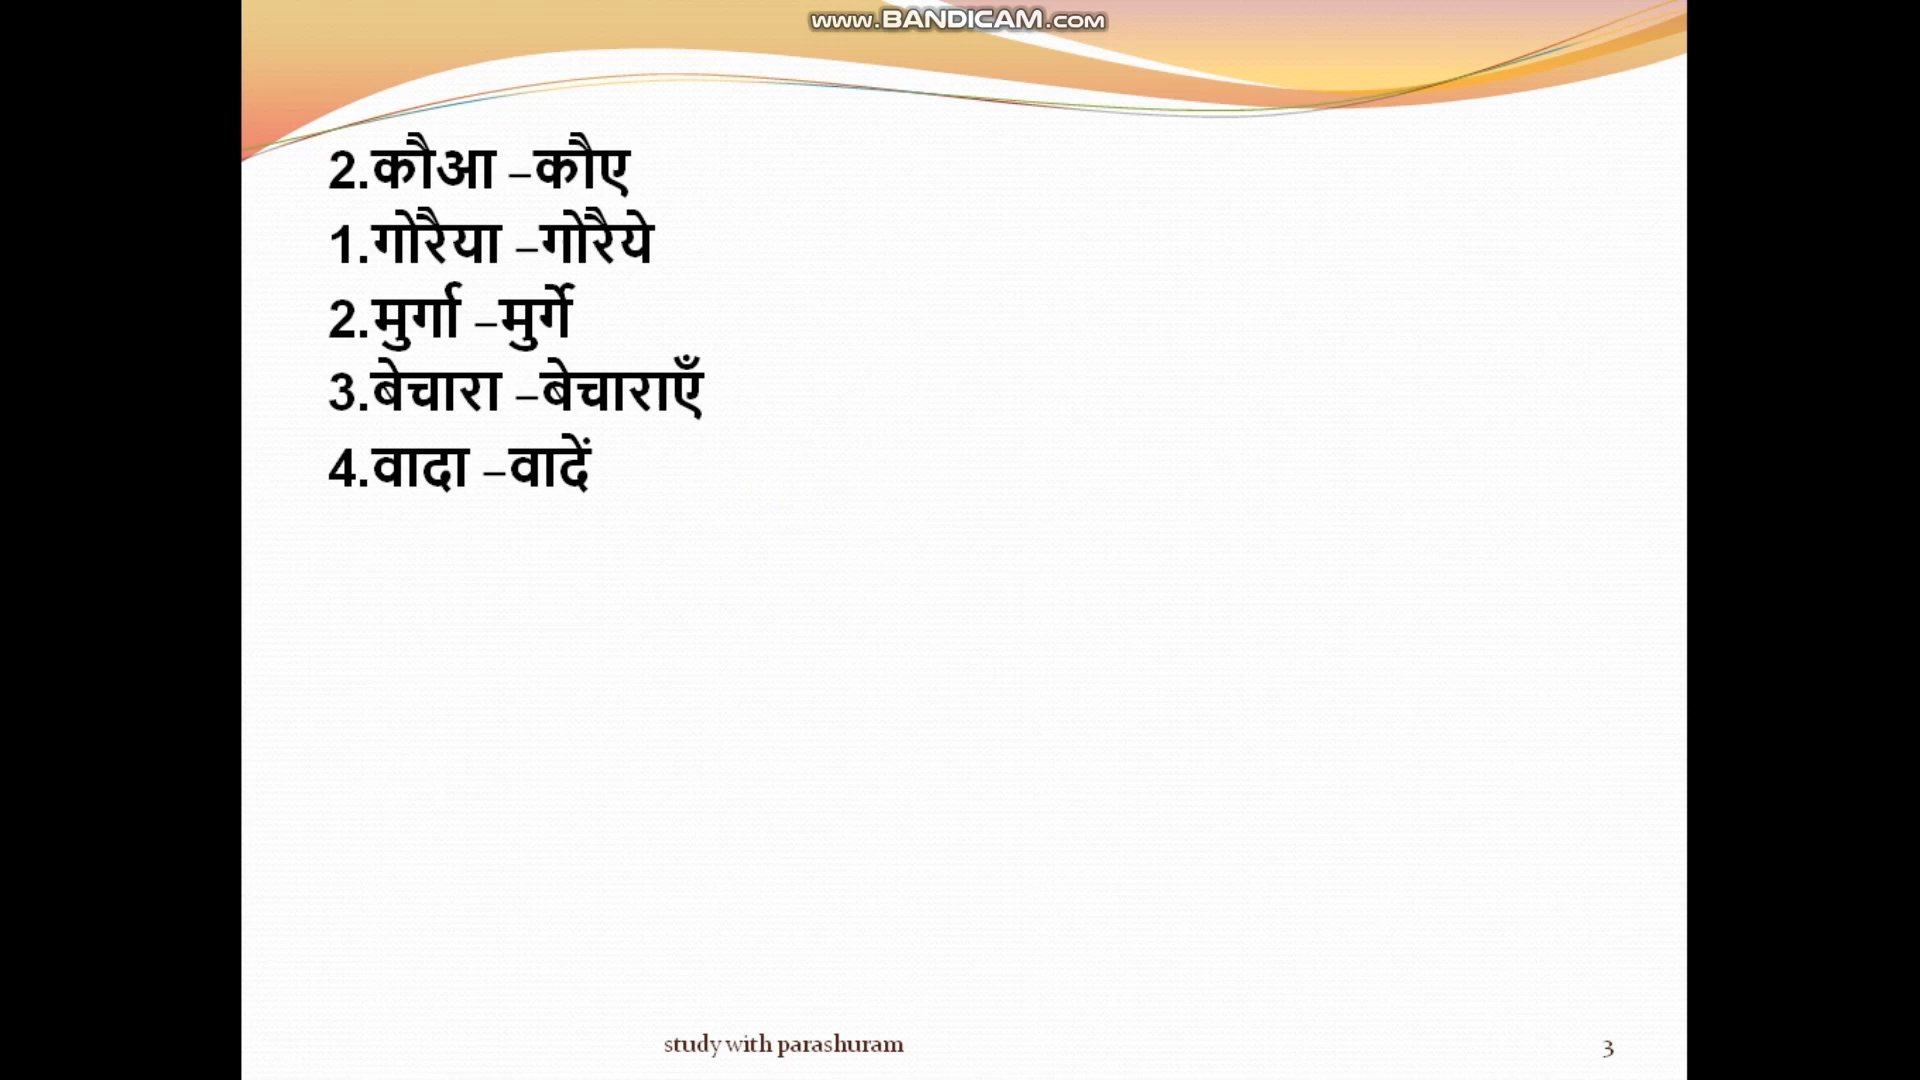 www.BANDICAM.com
2.कौआ –कौए
1.गोरैया –गोरैये
2.मुर्गा –मुर्गे
3.बेचारा –बेचाराएँ
4.वादा –वादें
study with parashuram
3